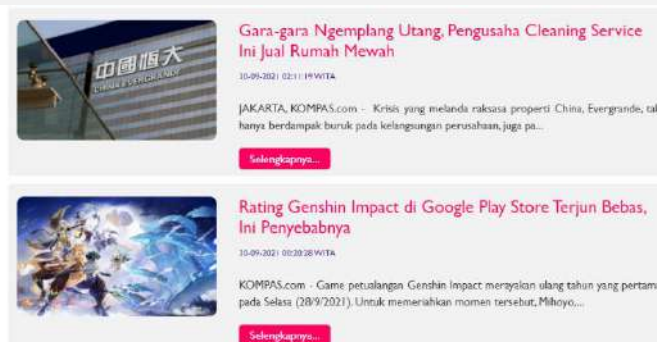 中國恒大
CHINA EVERGRANDE
Gara-gara Ngemplang Utang, Pengusaha Cleaning Service
Ini Jual Rumah Mewah
30-09-2021 02:11:19 WITA
JAKARTA, KOMPAS.com - Krisis yang melanda raksasa properti China, Evergrande, tak
hanya berdampak buruk pada kelangsungan perusahaan, juga pa...
Selengkapnya...
Rating Genshin Impact di Google Play Store Terjun Bebas,
Ini Penyebabnya
30-09-2021 00:20:28 WITA
KOMPAS.com - Game petualangan Genshin Impact merayakan ulang tahun yang pertama
pada Selasa (28/9/2021). Untuk memeriahkan momen tersebut, Mihoyo,...
Selengkapnya...